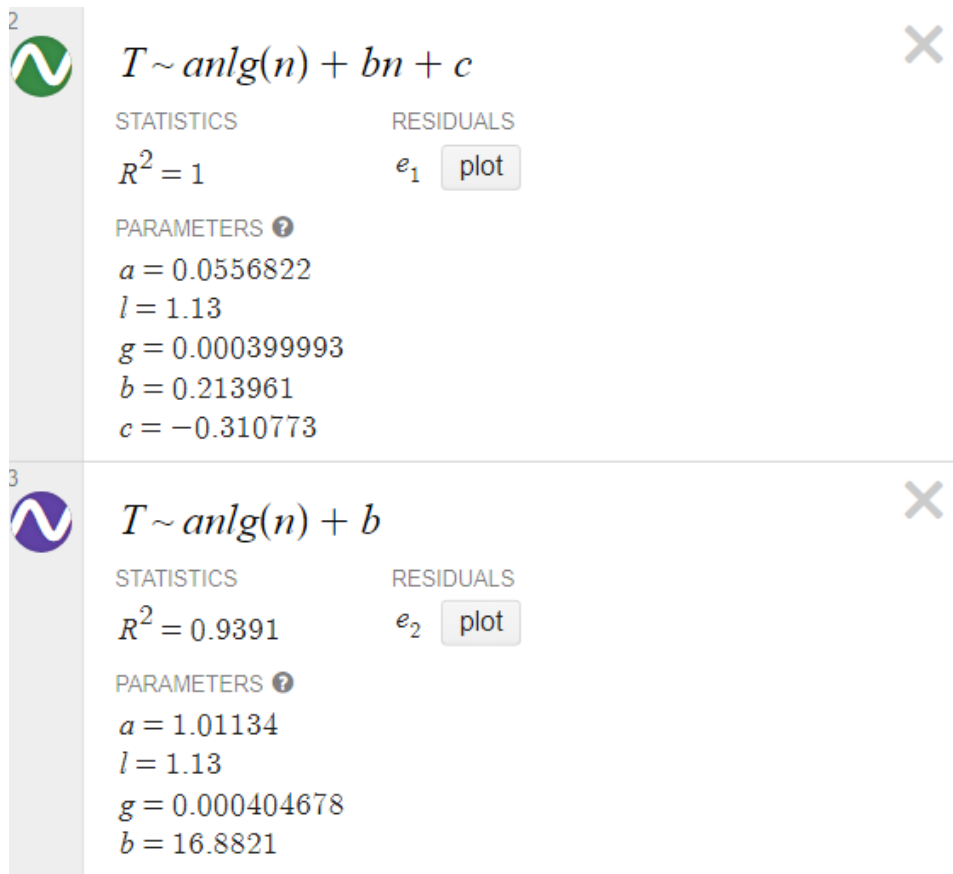 2
T ~ anlg(n) + bn + c
STATISTICS RESIDUALS
R² = 1 e₁ plot
PARAMETERS ?
a = 0.0556822
l = 1.13
g = 0.000399993
b = 0.213961
c = −0.310773
3
T ~ anlg(n) + b
STATISTICS RESIDUALS
R² = 0.9391 e₂ plot
PARAMETERS ?
a = 1.01134
l = 1.13
g = 0.000404678
b = 16.8821